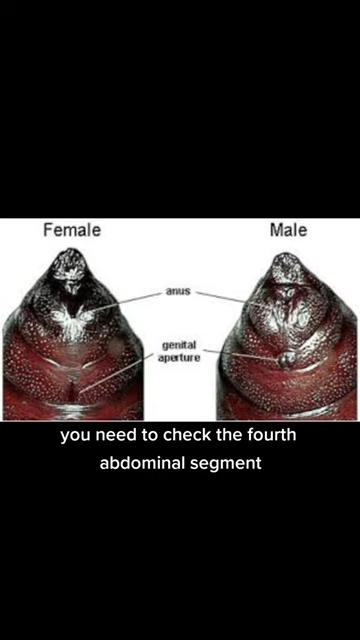 Female
Male
anus
genital
aperture
you need to check the fourth
abdominal segment